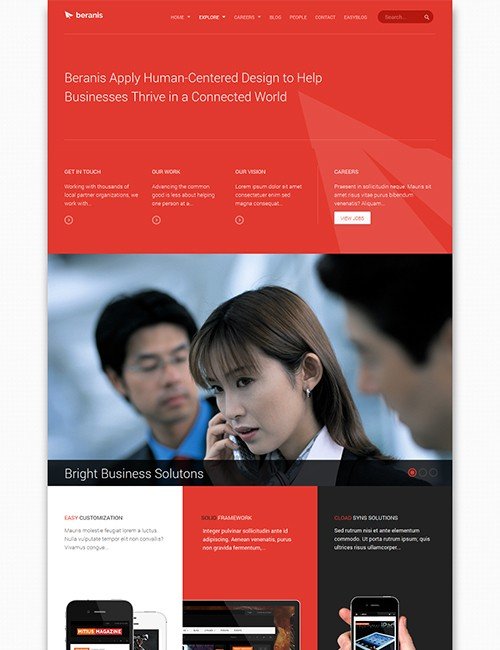 beranis
HOME EXPLORE CAREERS BLOG PEOPLE CONTACT EASYBLOG Search...
Beranis Apply Human-Centered Design to Help
Businesses Thrive in a Connected World
GET IN TOUCH
Working with thousands of
local partner organizations, we
work with...
OUR WORK
Advancing the common
good is less about helping
one person at a...
OUR VISION
Lorem ipsum dolor sit amet
consectetuer enim sed
magna consequat...
CAREERS
Praesent in sollicitudin neque. Mauris sit
amet risus vitae purus bibendum
venenatis? Aliquam...
VIEW JOBS
Bright Business Solutons
EASY CUSTOMIZATION
Mauris molestie feugiat lorem a luctus.
Nulla vulputate tempor elit non convallis?
Vivamus congue...
SOLID FRAMEWORK
Integer pulvinar sollicitudin ante id
adipiscing. Aenean venenatis, purus
non gravida fermentum,...
CLOAD SYNS SOLUTIONS
Sed rutrum nisi et ante elementum
commodo. Ut purus rutrum, quis
ultrices risus ullamcorper...
MITIUS MAGAZINE